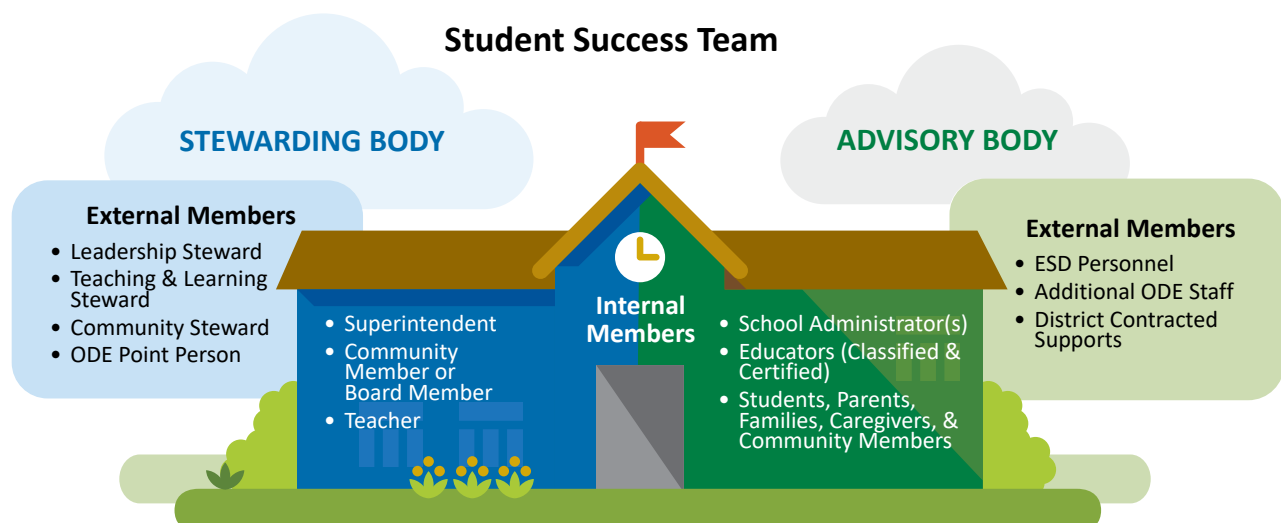 Student Success Team
STEWARDING BODY
External Members
• Leadership Steward
• Teaching & Learning
Steward
• Community Steward
• ODE Point Person
Internal
Members
• Superintendent
• Community
Member or
Board Member
• Teacher
• School Administrator(s)
• Educators (Classified &
Certified)
• Students, Parents,
Families, Caregivers, &
Community Members
ADVISORY BODY
External Members
• ESD Personnel
• Additional ODE Staff
• District Contracted
Supports